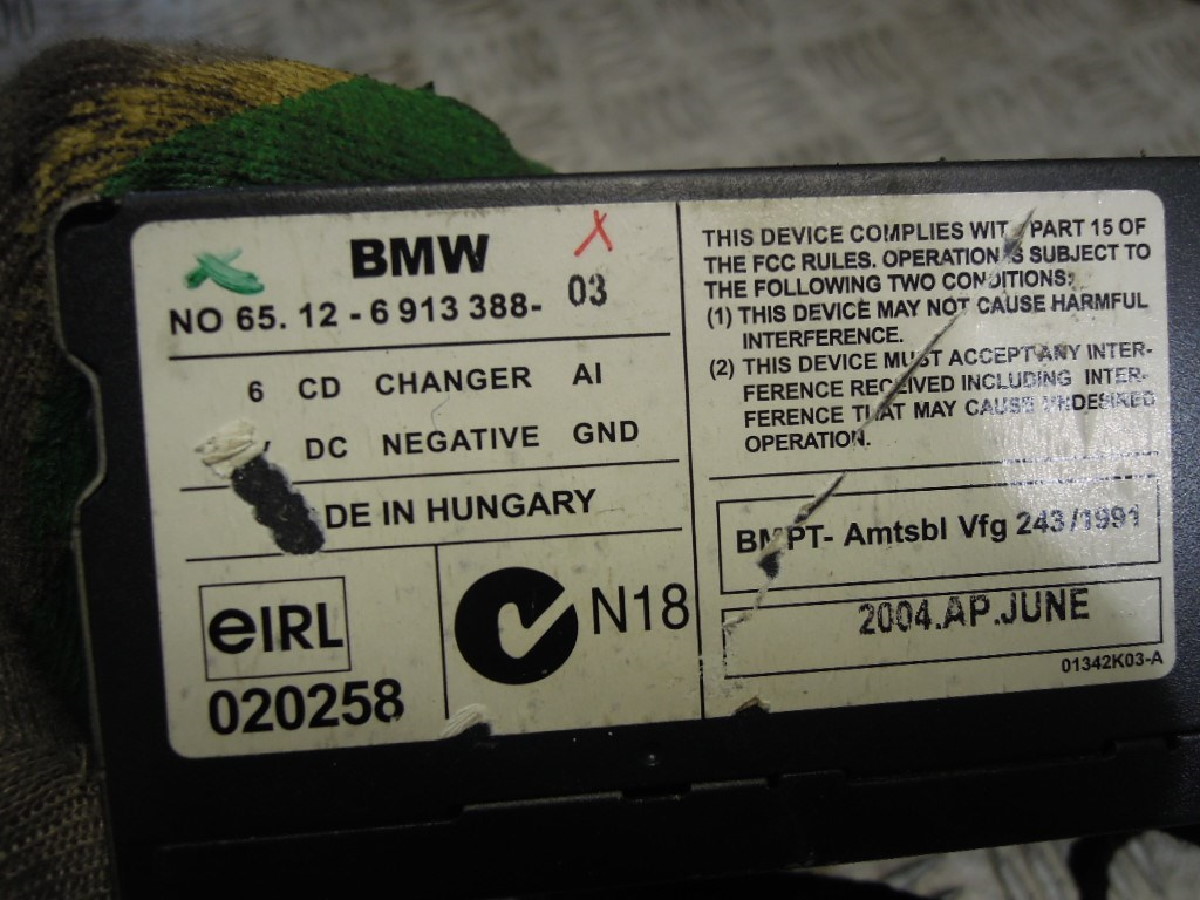 BMW
NO 65. 12 - 6 913 388- 03
6 CD CHANGER AI
DC NEGATIVE GND
DE IN HUNGARY
eIRL
020258
N18
THIS DEVICE COMPLIES WITH PART 15 OF
THE FCC RULES. OPERATION IS SUBJECT TO
THE FOLLOWING TWO CONDITIONS:
(1) THIS DEVICE MAY NOT CAUSE HARMFUL
INTERFERENCE.
(2) THIS DEVICE MUST ACCEPT ANY INTER-
FERENCE RECEIVED INCLUDING INTER-
FERENCE THAT MAY CAUSE UNDESIRED
OPERATION.
BMPT- Amtsbl Vfg 243/1991
2004.AP.JUNE
01342K03-A